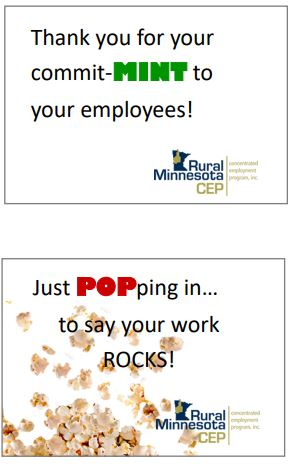 Thank you for your
commit-MINT to
your employees!
Rural
Minnesota
CEP
concentrated
employment
program, inc.
Just POPping in…
to say your work
ROCKS!
Rural
Minnesota
CEP
concentrated
employment
program, inc.